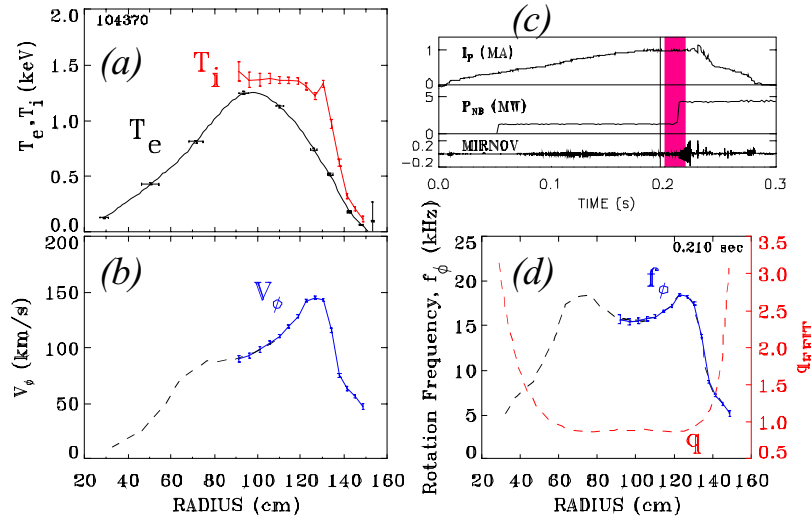 104370
(a)
T_i
T_e
T_e, T_i (keV)
2.0
1.5
1.0
0.5
0.0
(b)
V_ϕ
V_ϕ (km/s)
200
150
100
50
0
20 40 60 80 100 120 140 160
RADIUS (cm)
(c)
I_P (MA)
1
0
P_NB (MW)
5
0
MIRNOV
0.2
−0.2
0.0 0.1 0.2 0.3
TIME (s)
(d)
0.210 sec
f_ϕ
q
Rotation Frequency, f_ϕ (kHz)
25
20
15
10
5
0
3.5
3.0
2.5
2.0
1.5
1.0
0.5
q_EFIT
20 40 60 80 100 120 140 160
RADIUS (cm)